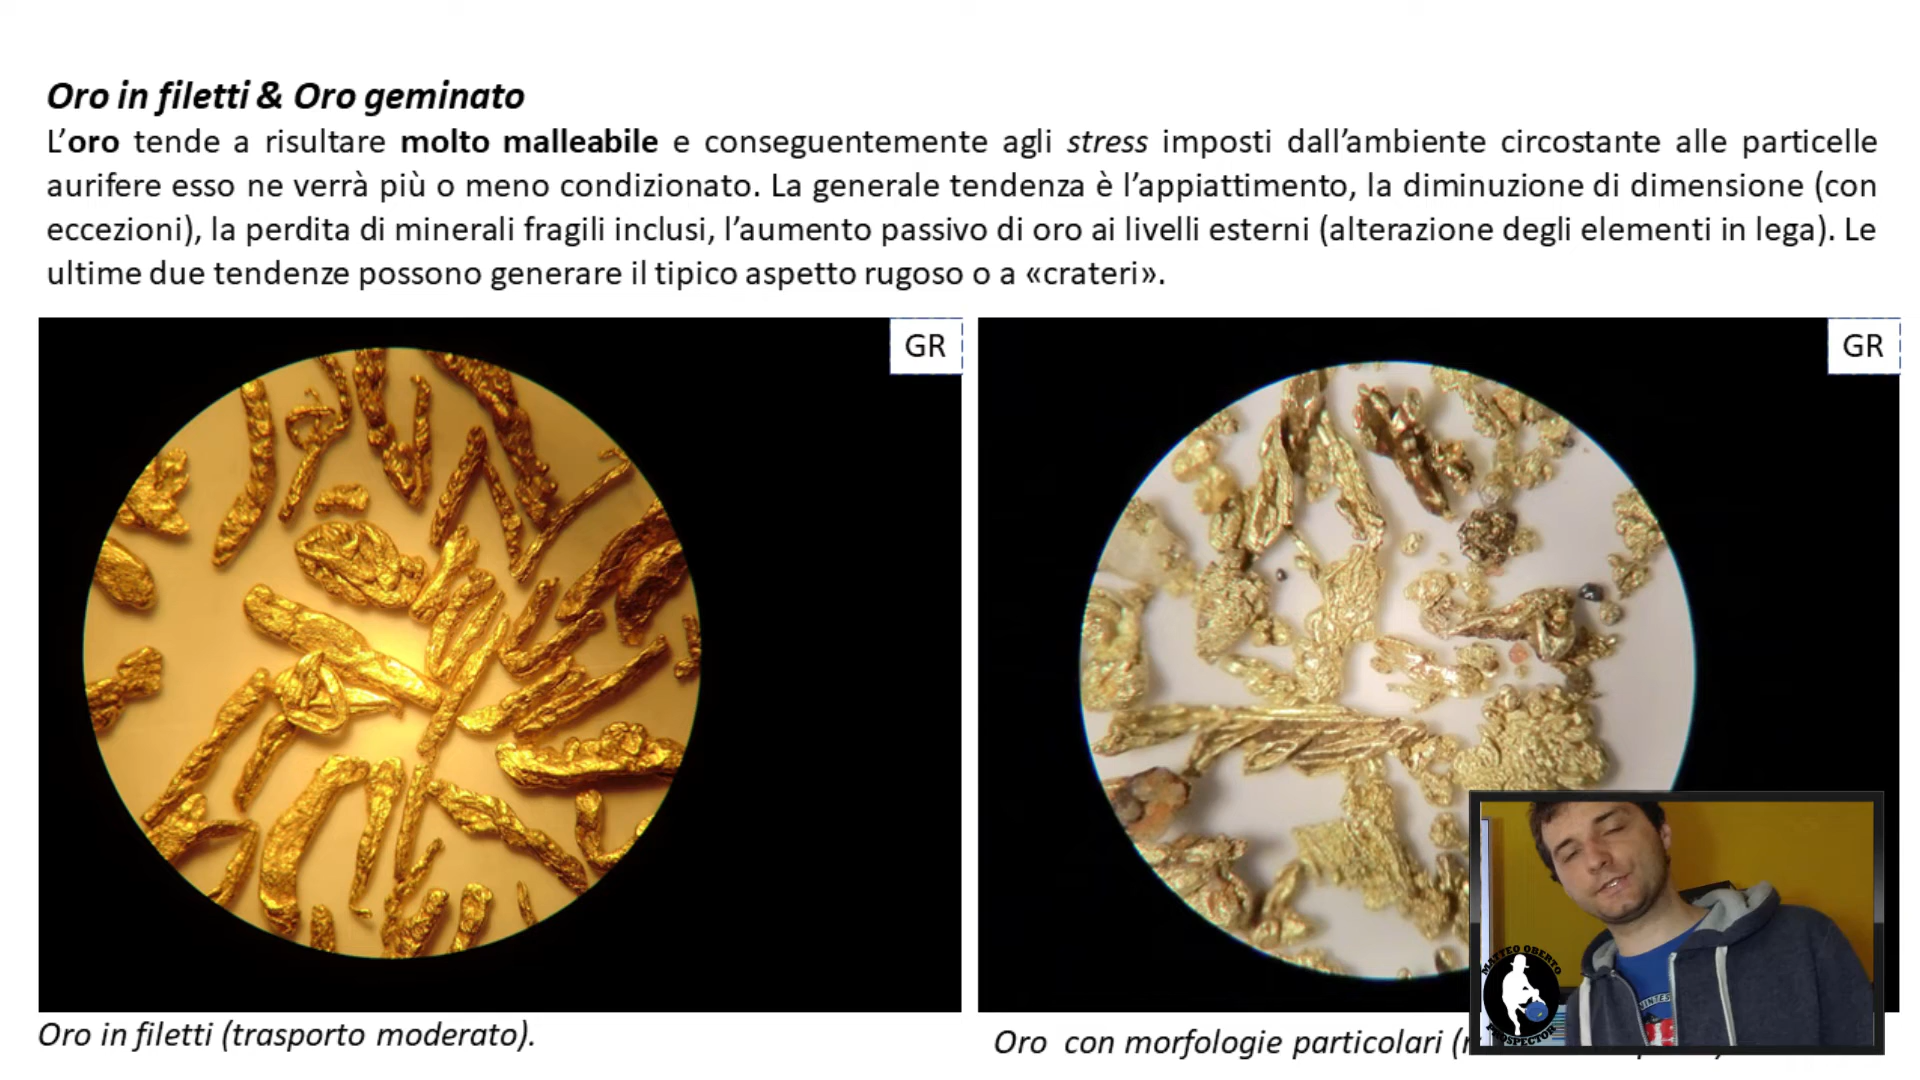 Oro in filetti & Oro geminato
L’oro tende a risultare molto malleabile e conseguentemente agli stress imposti dall’ambiente circostante alle particelle
aurifere esso ne verrà più o meno condizionato. La generale tendenza è l’appiattimento, la diminuzione di dimensione (con
eccezioni), la perdita di minerali fragili inclusi, l’aumento passivo di oro ai livelli esterni (alterazione degli elementi in lega). Le
ultime due tendenze possono generare il tipico aspetto rugoso o a «crateri».
GR
GR
MATTEO OBERTO
PROSPECTOR
Oro in filetti (trasporto moderato).
Oro con morfologie particolari